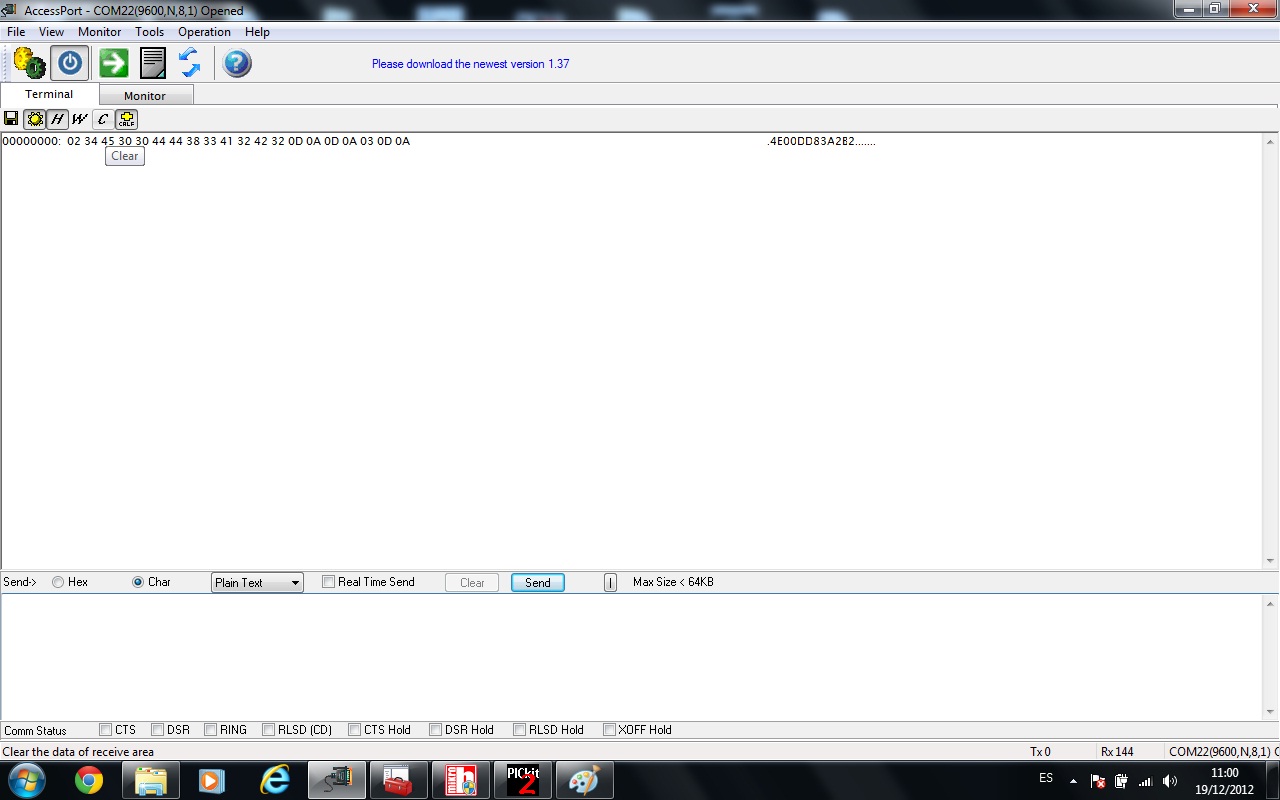 AccessPort - COM22(9600,N,8,1) Opened
File View Monitor Tools Operation Help
Please download the newest version 1.37
Terminal Monitor
H W C CRLF
00000000: 02 34 45 30 30 44 44 38 33 41 32 42 32 0D 0A 0D 0A 03 0D 0A .4E00DD83A2B2.......
Clear
Send-> Hex Char Plain Text Real Time Send Clear Send | Max Size < 64KB
Comm Status CTS DSR RING RLSD (CD) CTS Hold DSR Hold RLSD Hold XOFF Hold
Clear the data of receive area Tx 0 Rx 144 COM22(9600,N,8,1) C
PICkit 2
ES 11:00
19/12/2012